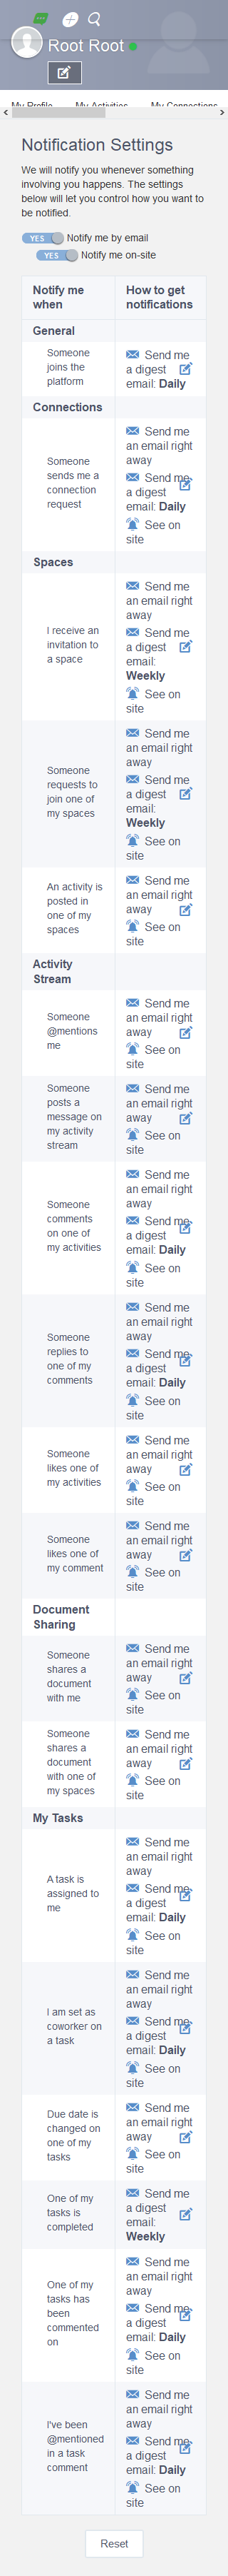 Root Root
My Profile My Activities My Connections
Notification Settings
We will notify you whenever something
involving you happens. The settings
below will let you control how you want to
be notified.
YES Notify me by email
YES Notify me on-site
Notify me
when
How to get
notifications
General
Someone
joins the
platform
Send me
a digest
email: Daily
Connections
Someone
sends me a
connection
request
Send me
an email right
away
Send me
a digest
email: Daily
See on
site
Spaces
I receive an
invitation to
a space
Send me
an email right
away
Send me
a digest
email:
Weekly
See on
site
Someone
requests to
join one of
my spaces
Send me
an email right
away
Send me
a digest
email:
Weekly
See on
site
An activity is
posted in
one of my
spaces
Send me
an email right
away
See on
site
Activity
Stream
Someone
@mentions
me
Send me
an email right
away
See on
site
Someone
posts a
message on
my activity
stream
Send me
an email right
away
See on
site
Someone
comments
on one of
my activities
Send me
an email right
away
Send me
a digest
email: Daily
See on
site
Someone
replies to
one of my
comments
Send me
an email right
away
Send me
a digest
email: Daily
See on
site
Someone
likes one of
my activities
Send me
an email right
away
See on
site
Someone
likes one of
my comment
Send me
an email right
away
See on
site
Document
Sharing
Someone
shares a
document
with me
Send me
an email right
away
See on
site
Someone
shares a
document
with one of
my spaces
Send me
an email right
away
See on
site
My Tasks
A task is
assigned to
me
Send me
an email right
away
Send me
a digest
email: Daily
See on
site
I am set as
coworker on
a task
Send me
an email right
away
Send me
a digest
email: Daily
See on
site
Due date is
changed on
one of my
tasks
Send me
an email right
away
See on
site
One of my
tasks is
completed
Send me
a digest
email:
Weekly
One of my
tasks has
been
commented
on
Send me
an email right
away
Send me
a digest
email: Daily
See on
site
I've been
@mentioned
in a task
comment
Send me
an email right
away
Send me
a digest
email: Daily
See on
site
Reset